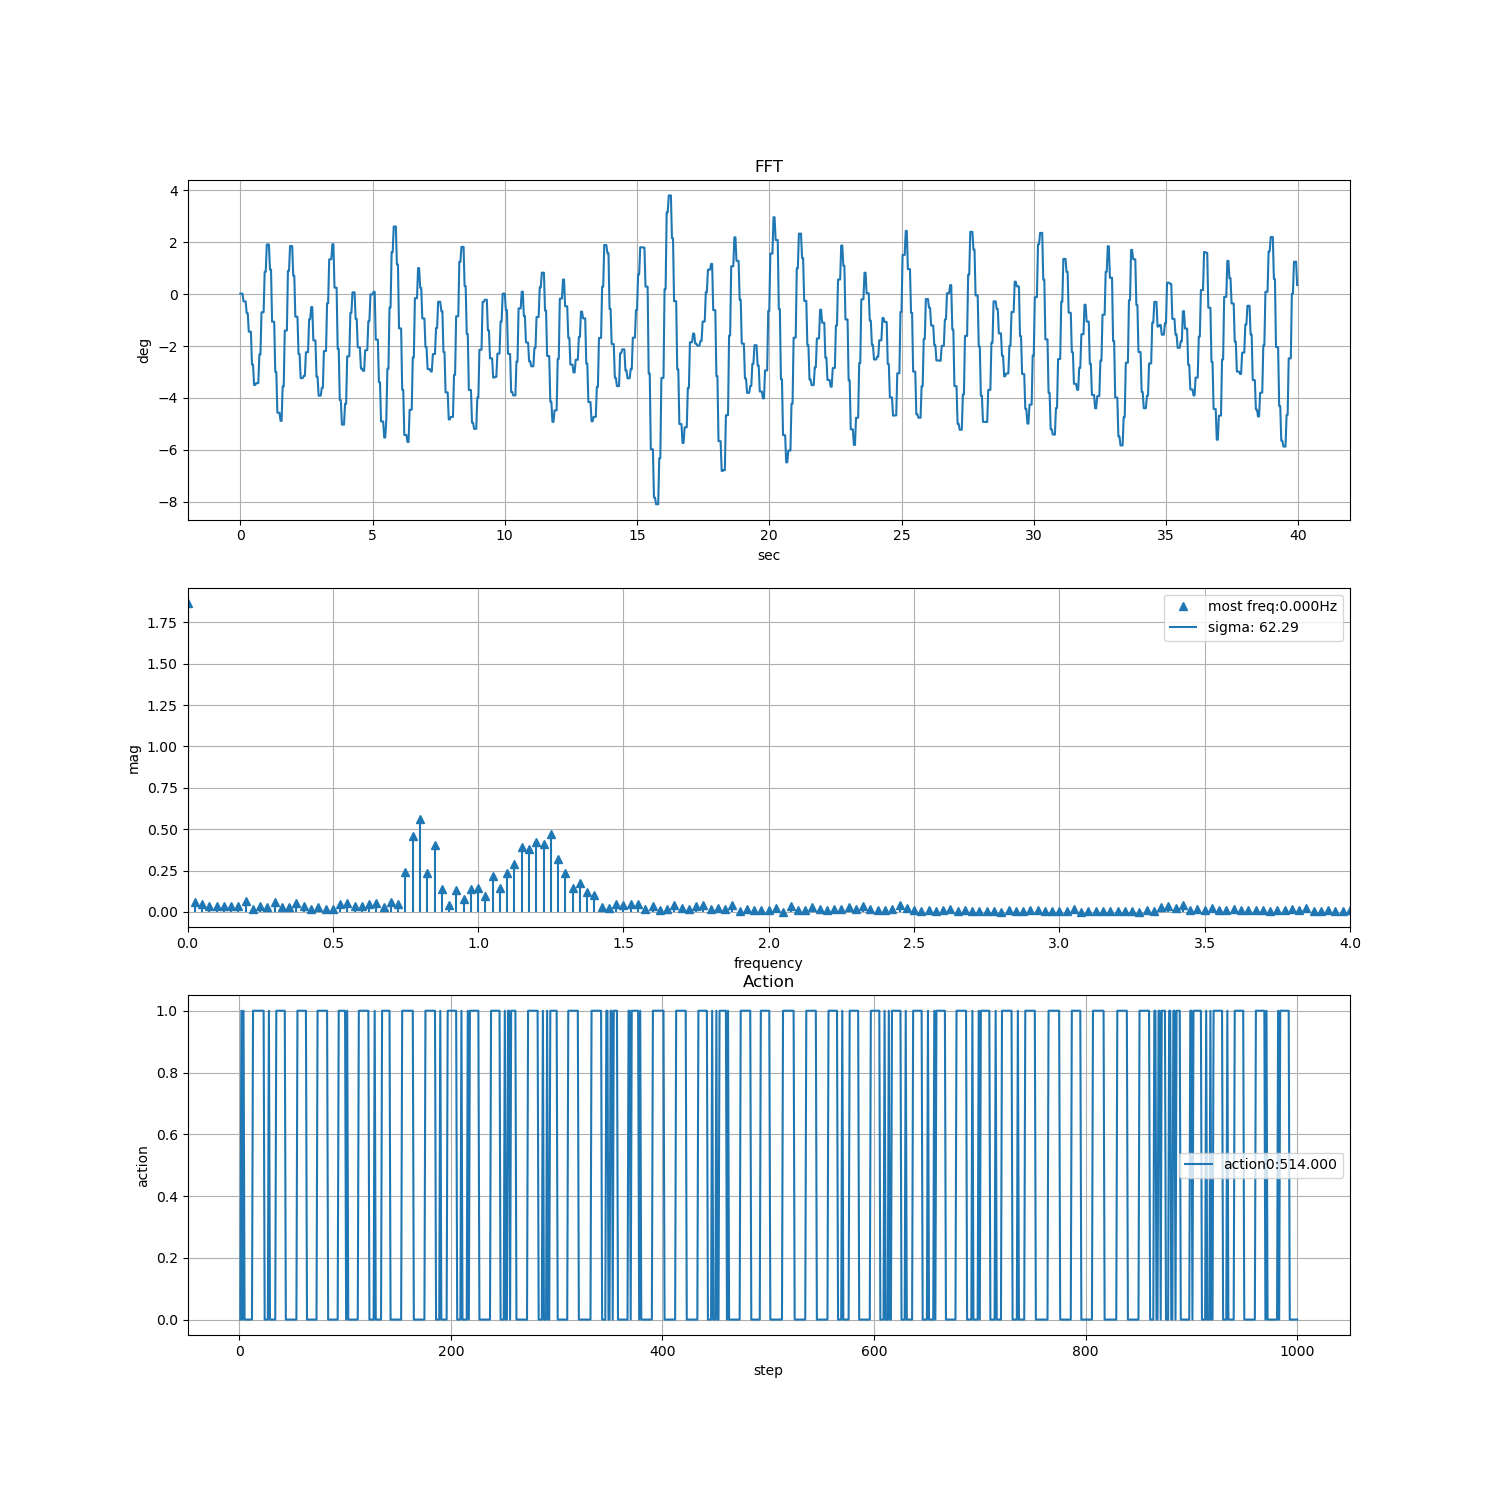 FFT
4
2
0
−2
−4
−6
−8
deg
0 5 10 15 20 25 30 35 40
sec
most freq:0.000Hz
sigma: 62.29
1.75
1.50
1.25
1.00
0.75
0.50
0.25
0.00
mag
0.0 0.5 1.0 1.5 2.0 2.5 3.0 3.5 4.0
frequency
Action
1.0
0.8
0.6
0.4
0.2
0.0
action
action0:514.000
0 200 400 600 800 1000
step